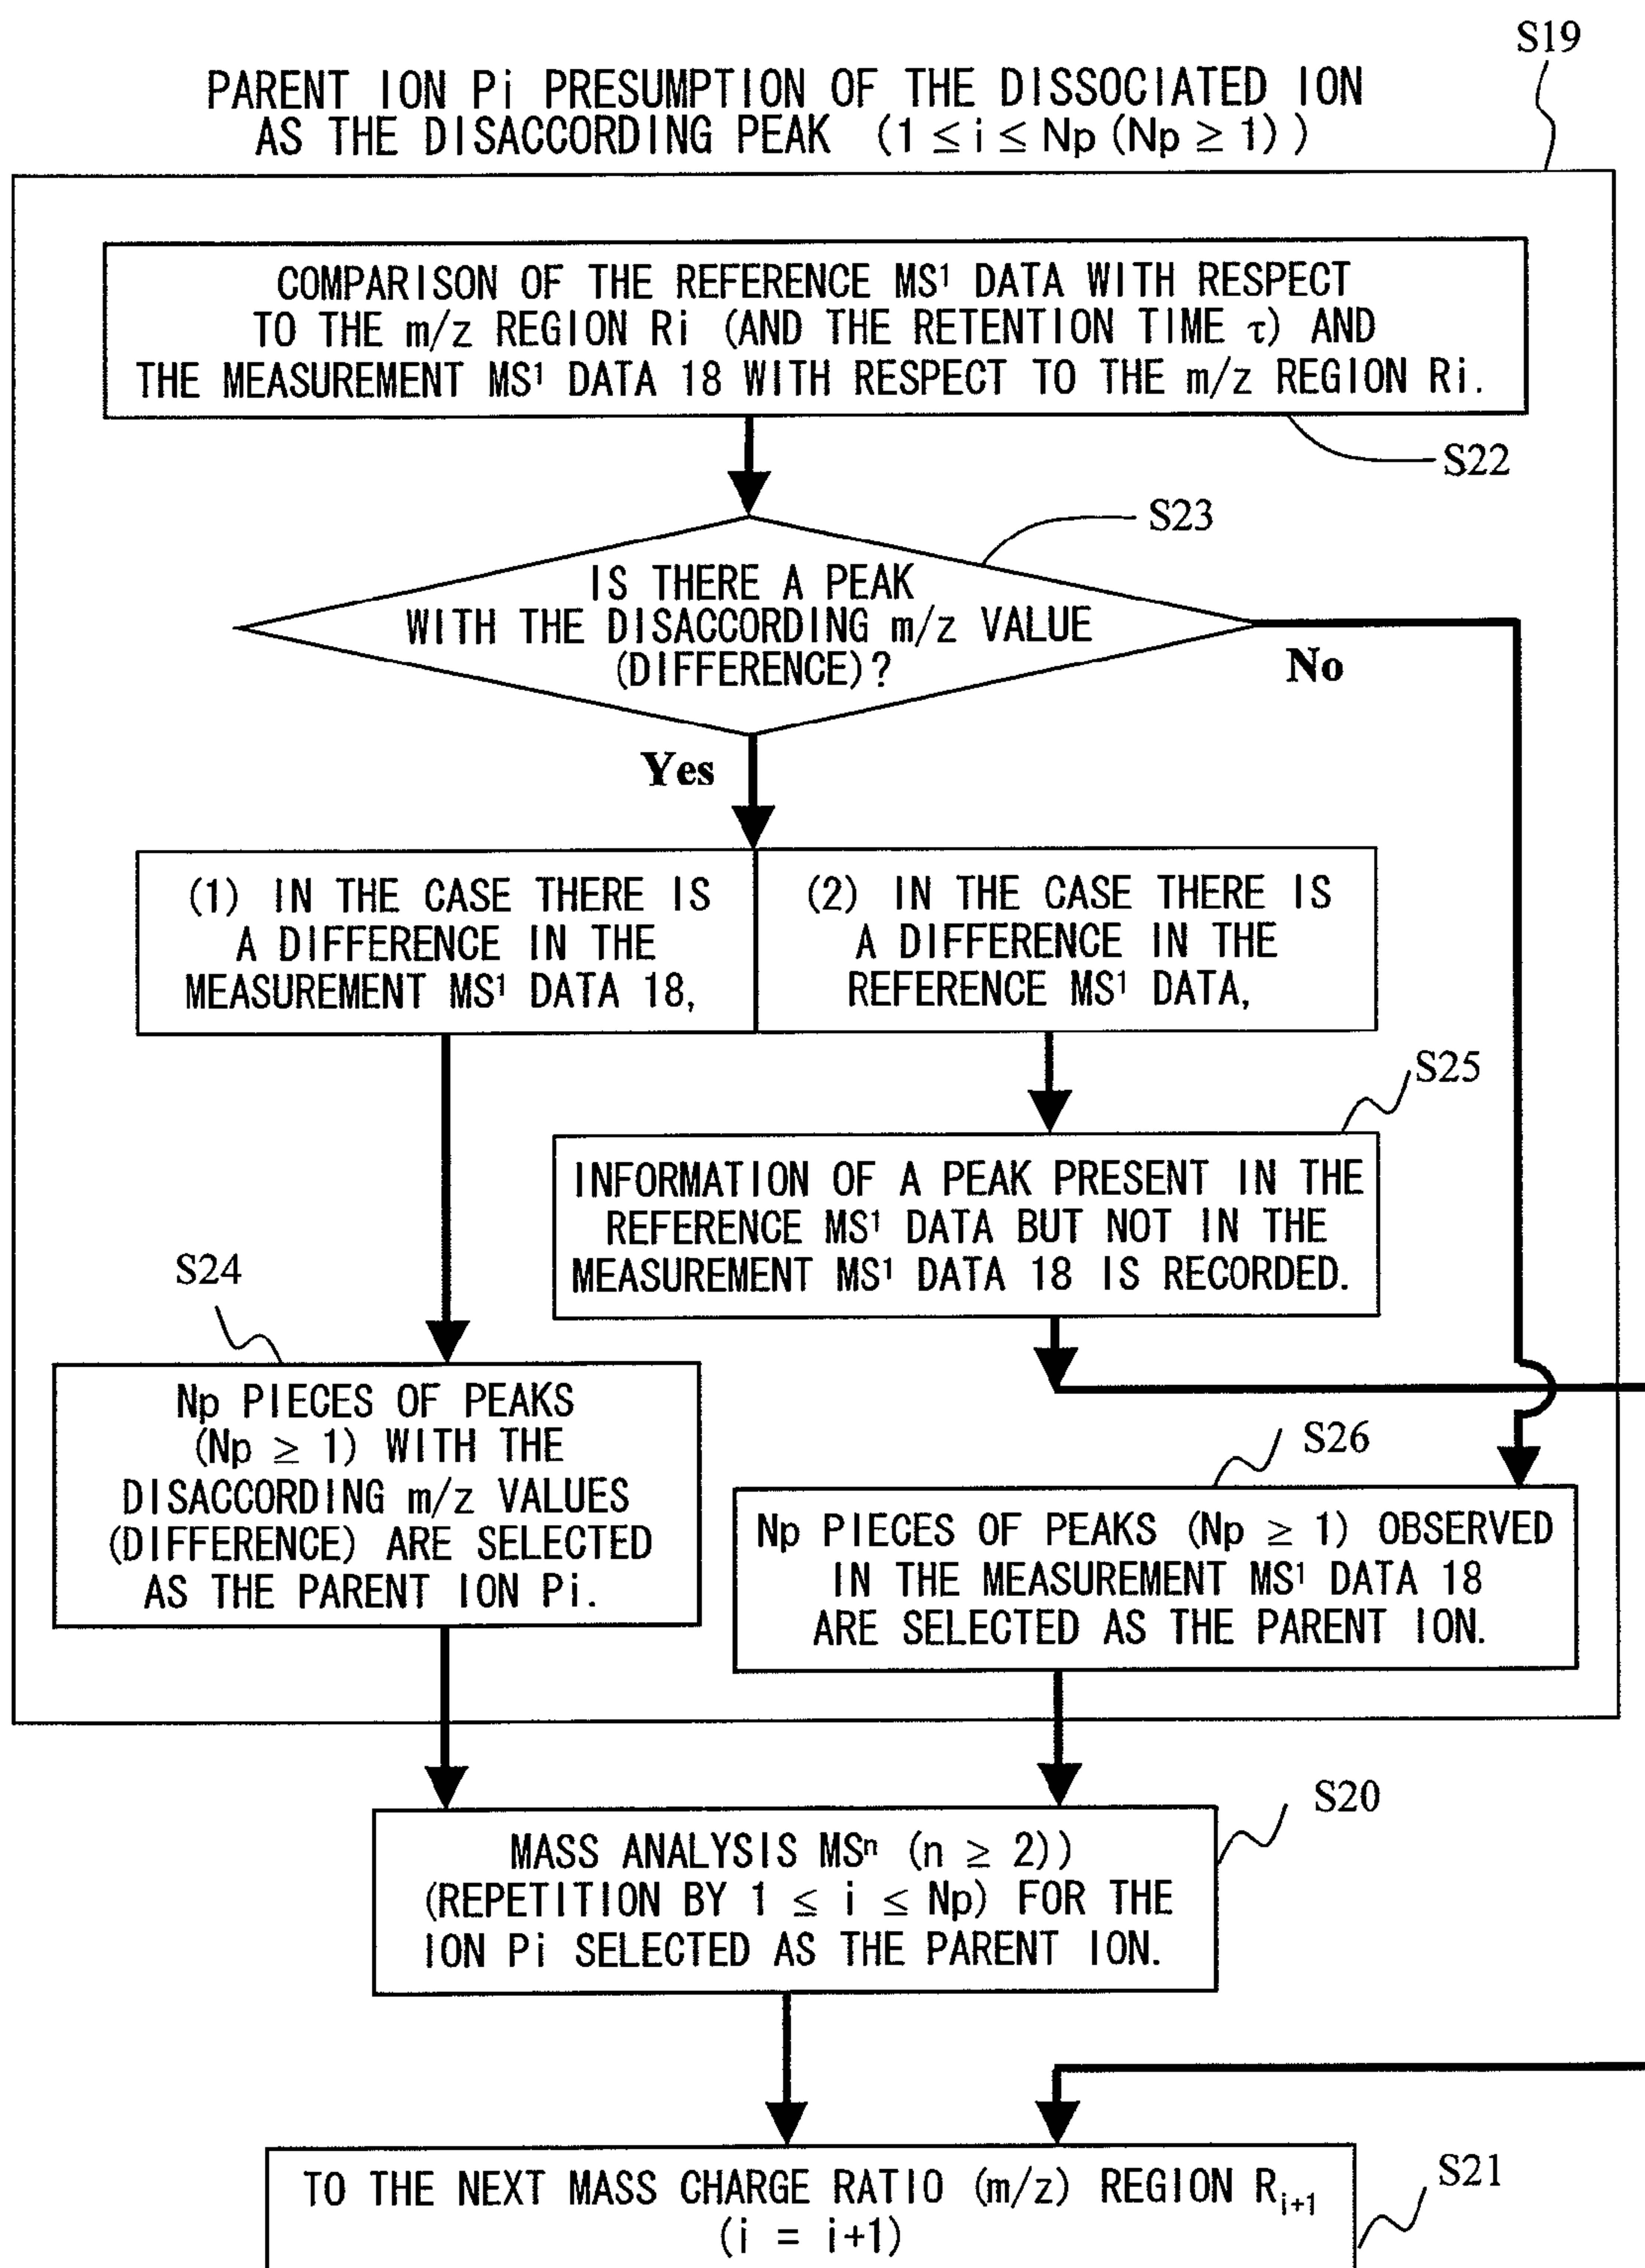 S19
PARENT ION Pi PRESUMPTION OF THE DISSOCIATED ION
AS THE DISACCORDING PEAK (1 ≤ i ≤ Np (Np ≥ 1))
COMPARISON OF THE REFERENCE MS¹ DATA WITH RESPECT
TO THE m/z REGION Ri (AND THE RETENTION TIME τ) AND
THE MEASUREMENT MS¹ DATA 18 WITH RESPECT TO THE m/z REGION Ri.
S22
S23
IS THERE A PEAK
WITH THE DISACCORDING m/z VALUE
(DIFFERENCE)?
No
Yes
(1) IN THE CASE THERE IS
A DIFFERENCE IN THE
MEASUREMENT MS¹ DATA 18,
(2) IN THE CASE THERE IS
A DIFFERENCE IN THE
REFERENCE MS¹ DATA,
S25
INFORMATION OF A PEAK PRESENT IN THE
REFERENCE MS¹ DATA BUT NOT IN THE
MEASUREMENT MS¹ DATA 18 IS RECORDED.
S24
Np PIECES OF PEAKS
(Np ≥ 1) WITH THE
DISACCORDING m/z VALUES
(DIFFERENCE) ARE SELECTED
AS THE PARENT ION Pi.
S26
Np PIECES OF PEAKS (Np ≥ 1) OBSERVED
IN THE MEASUREMENT MS¹ DATA 18
ARE SELECTED AS THE PARENT ION.
S20
MASS ANALYSIS MSⁿ (n ≥ 2))
(REPETITION BY 1 ≤ i ≤ Np) FOR THE
ION Pi SELECTED AS THE PARENT ION.
S21
TO THE NEXT MASS CHARGE RATIO (m/z) REGION Rᵢ₊₁
(i = i+1)